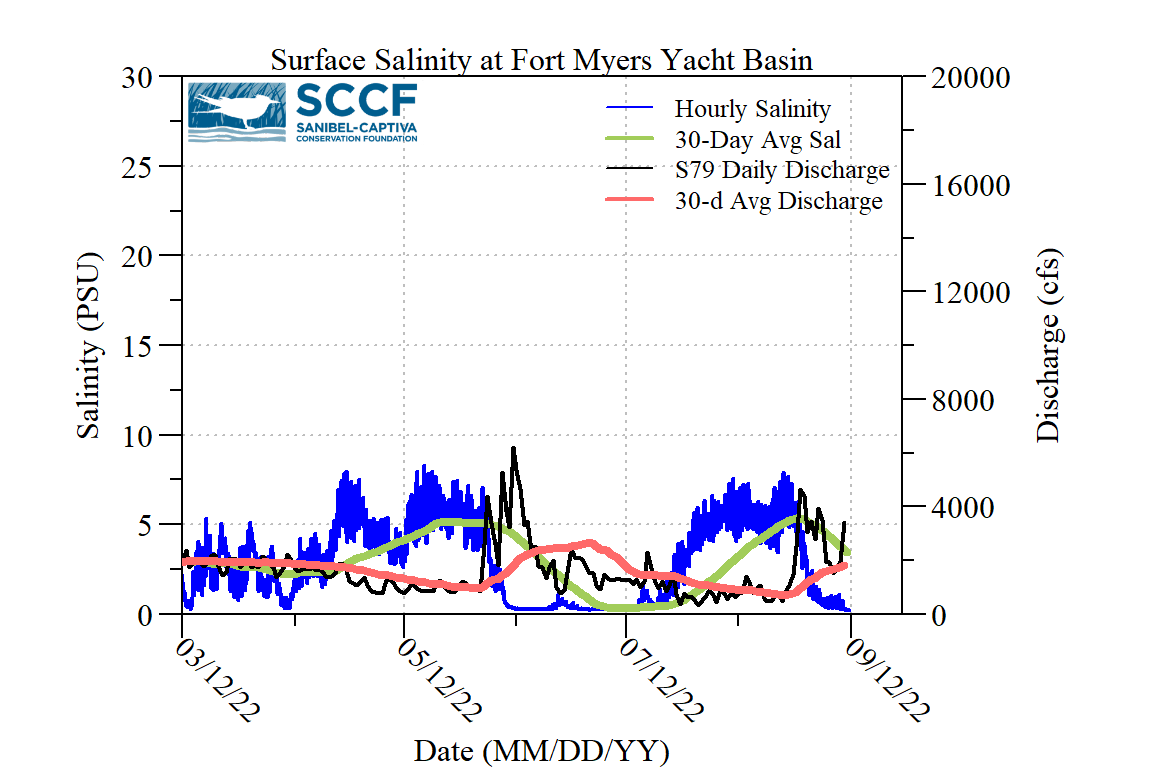 Surface Salinity at Fort Myers Yacht Basin
SCCF
SANIBEL-CAPTIVA
CONSERVATION FOUNDATION
Hourly Salinity
30-Day Avg Sal
S79 Daily Discharge
30-d Avg Discharge
Salinity (PSU)
30
25
20
15
10
5
0
20000
16000
12000
8000
4000
0
Discharge (cfs)
03/12/22
05/12/22
07/12/22
09/12/22
Date (MM/DD/YY)